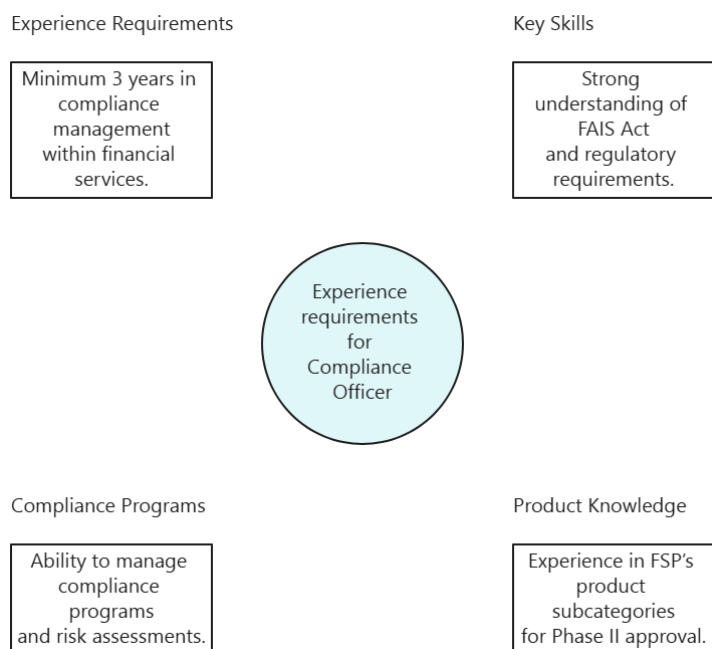 Experience Requirements
Minimum 3 years in
compliance
management
within financial
services.
Key Skills
Strong
understanding of
FAIS Act
and regulatory
requirements.
Experience
requirements
for
Compliance
Officer
Compliance Programs
Ability to manage
compliance
programs
and risk assessments.
Product Knowledge
Experience in FSP's
product
subcategories
for Phase II approval.